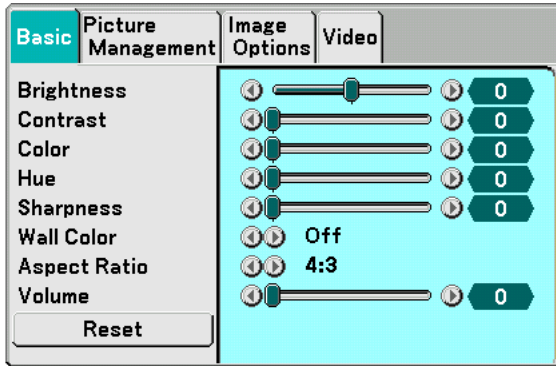 Basic
Picture
Management
Image
Options
Video
Brightness 0
Contrast 0
Color 0
Hue 0
Sharpness 0
Wall Color Off
Aspect Ratio 4:3
Volume 0
Reset